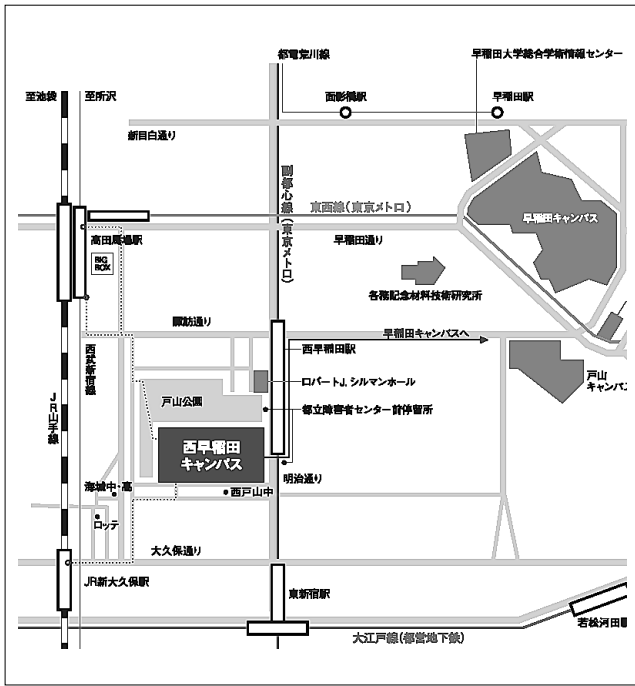 都電荒川線
早稲田大学総合学術情報センター
至池袋
至所沢
面影橋駅
早稲田駅
新目白通り
副都心線(東京メトロ)
東西線(東京メトロ)
早稲田キャンパス
高田馬場駅
早稲田通り
BIG
BOX
各務記念材料技術研究所
諏訪通り
早稲田キャンパスへ
西早稲田駅
西武新宿線
戸山
キャンパス
ロバートJ. シルマンホール
JR山手線
戸山公園
都立障害者センター前停留所
西早稲田
キャンパス
明治通り
海城中・高
西戸山中
ロッテ
大久保通り
JR新大久保駅
東新宿駅
若松河田駅
大江戸線(都営地下鉄)